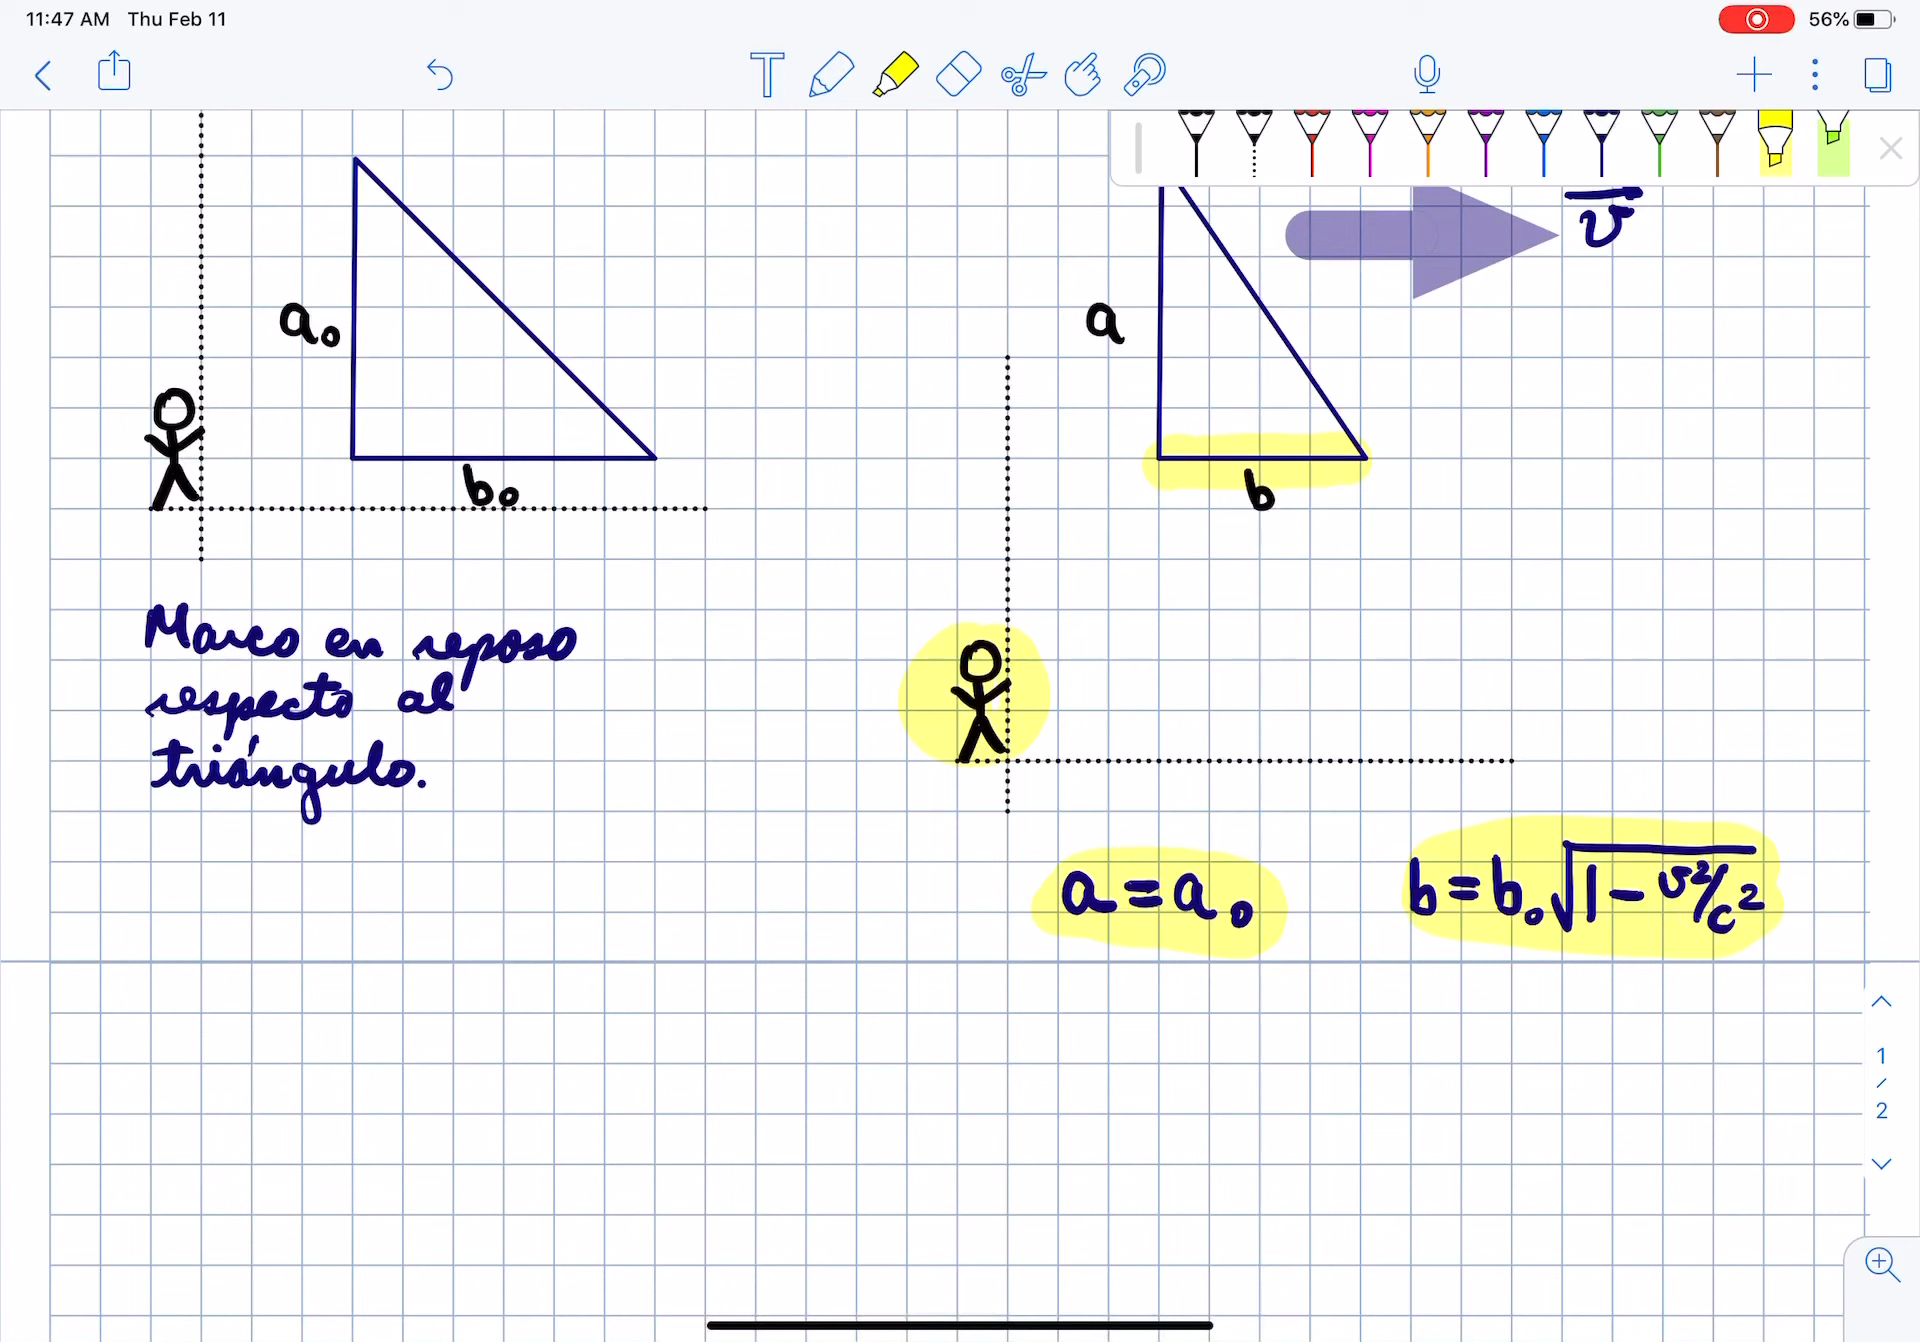 11:47 AM Thu Feb 11
56%
T
v
a₀
a
b₀
b
Marco en reposo
respecto al
triángulo.
a = a₀
b = b₀ √1 - v²/c²
1
/
2